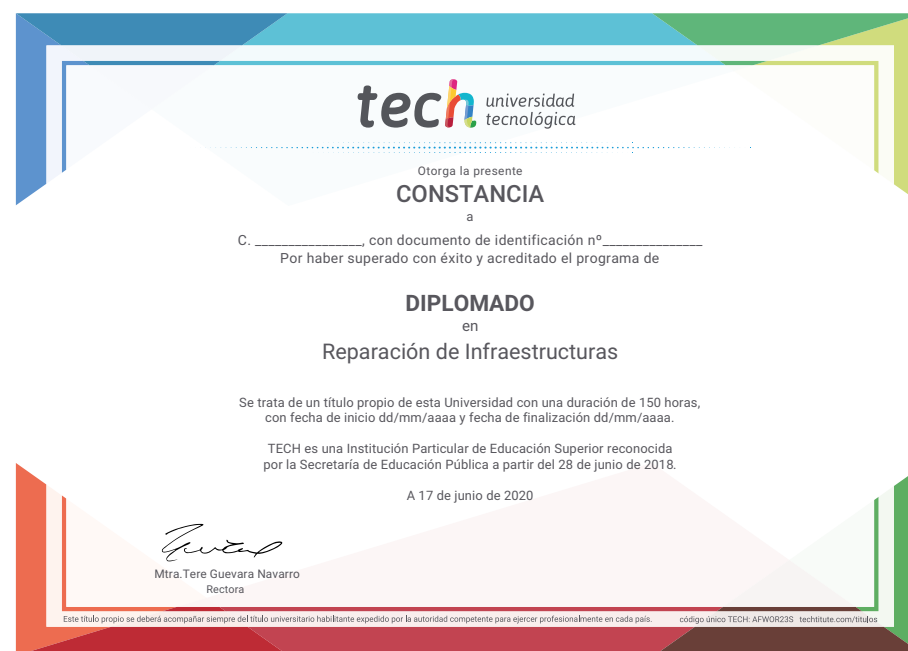 tech universidad
tecnológica
Otorga la presente
CONSTANCIA
a
C. ________________, con documento de identificación nº_______________
Por haber superado con éxito y acreditado el programa de
DIPLOMADO
en
Reparación de Infraestructuras
Se trata de un título propio de esta Universidad con una duración de 150 horas,
con fecha de inicio dd/mm/aaaa y fecha de finalización dd/mm/aaaa.
TECH es una Institución Particular de Educación Superior reconocida
por la Secretaría de Educación Pública a partir del 28 de junio de 2018.
A 17 de junio de 2020
Mtra.Tere Guevara Navarro
Rectora
Este título propio se deberá acompañar siempre del título universitario habilitante expedido por la autoridad competente para ejercer profesionalmente en cada país. código único TECH: AFWOR23S techtitute.com/titulos